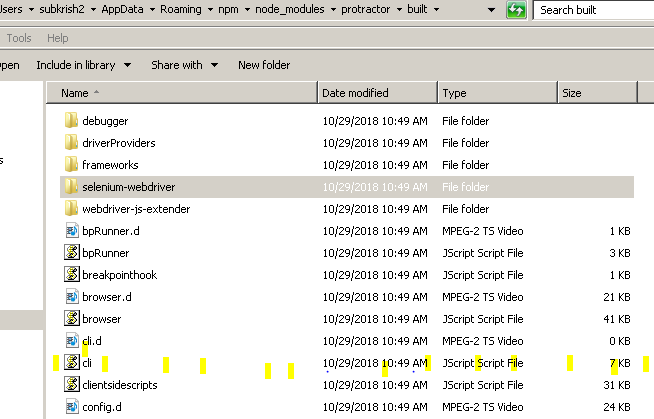 Users ▸ subkrish2 ▸ AppData ▸ Roaming ▸ npm ▸ node_modules ▸ protractor ▸ built ▸ Search built
Tools Help
Open Include in library Share with New folder
Name Date modified Type Size
debugger 10/29/2018 10:49 AM File folder
driverProviders 10/29/2018 10:49 AM File folder
frameworks 10/29/2018 10:49 AM File folder
selenium-webdriver 10/29/2018 10:49 AM File folder
webdriver-js-extender 10/29/2018 10:49 AM File folder
bpRunner.d 10/29/2018 10:49 AM MPEG-2 TS Video 1 KB
bpRunner 10/29/2018 10:49 AM JScript Script File 3 KB
breakpointhook 10/29/2018 10:49 AM JScript Script File 1 KB
browser.d 10/29/2018 10:49 AM MPEG-2 TS Video 21 KB
browser 10/29/2018 10:49 AM JScript Script File 41 KB
cli.d 10/29/2018 10:49 AM MPEG-2 TS Video 0 KB
cli 10/29/2018 10:49 AM JScript Script File 7 KB
clientsidescripts 10/29/2018 10:49 AM JScript Script File 31 KB
config.d 10/29/2018 10:49 AM MPEG-2 TS Video 24 KB